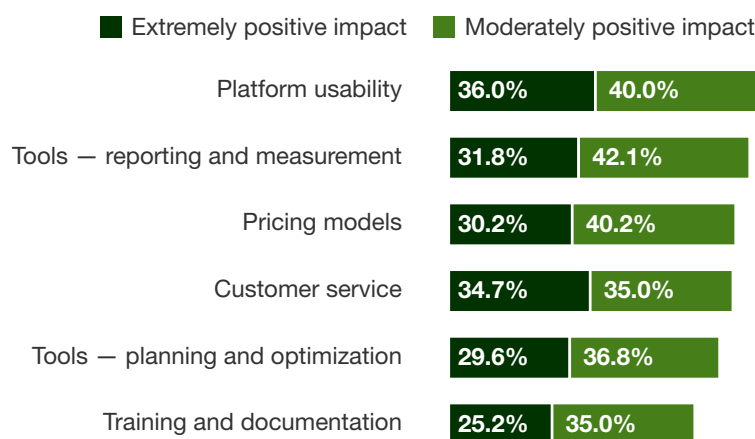 Extremely positive impact Moderately positive impact
Platform usability 36.0% 40.0%
Tools — reporting and measurement 31.8% 42.1%
Pricing models 30.2% 40.2%
Customer service 34.7% 35.0%
Tools — planning and optimization 29.6% 36.8%
Training and documentation 25.2% 35.0%